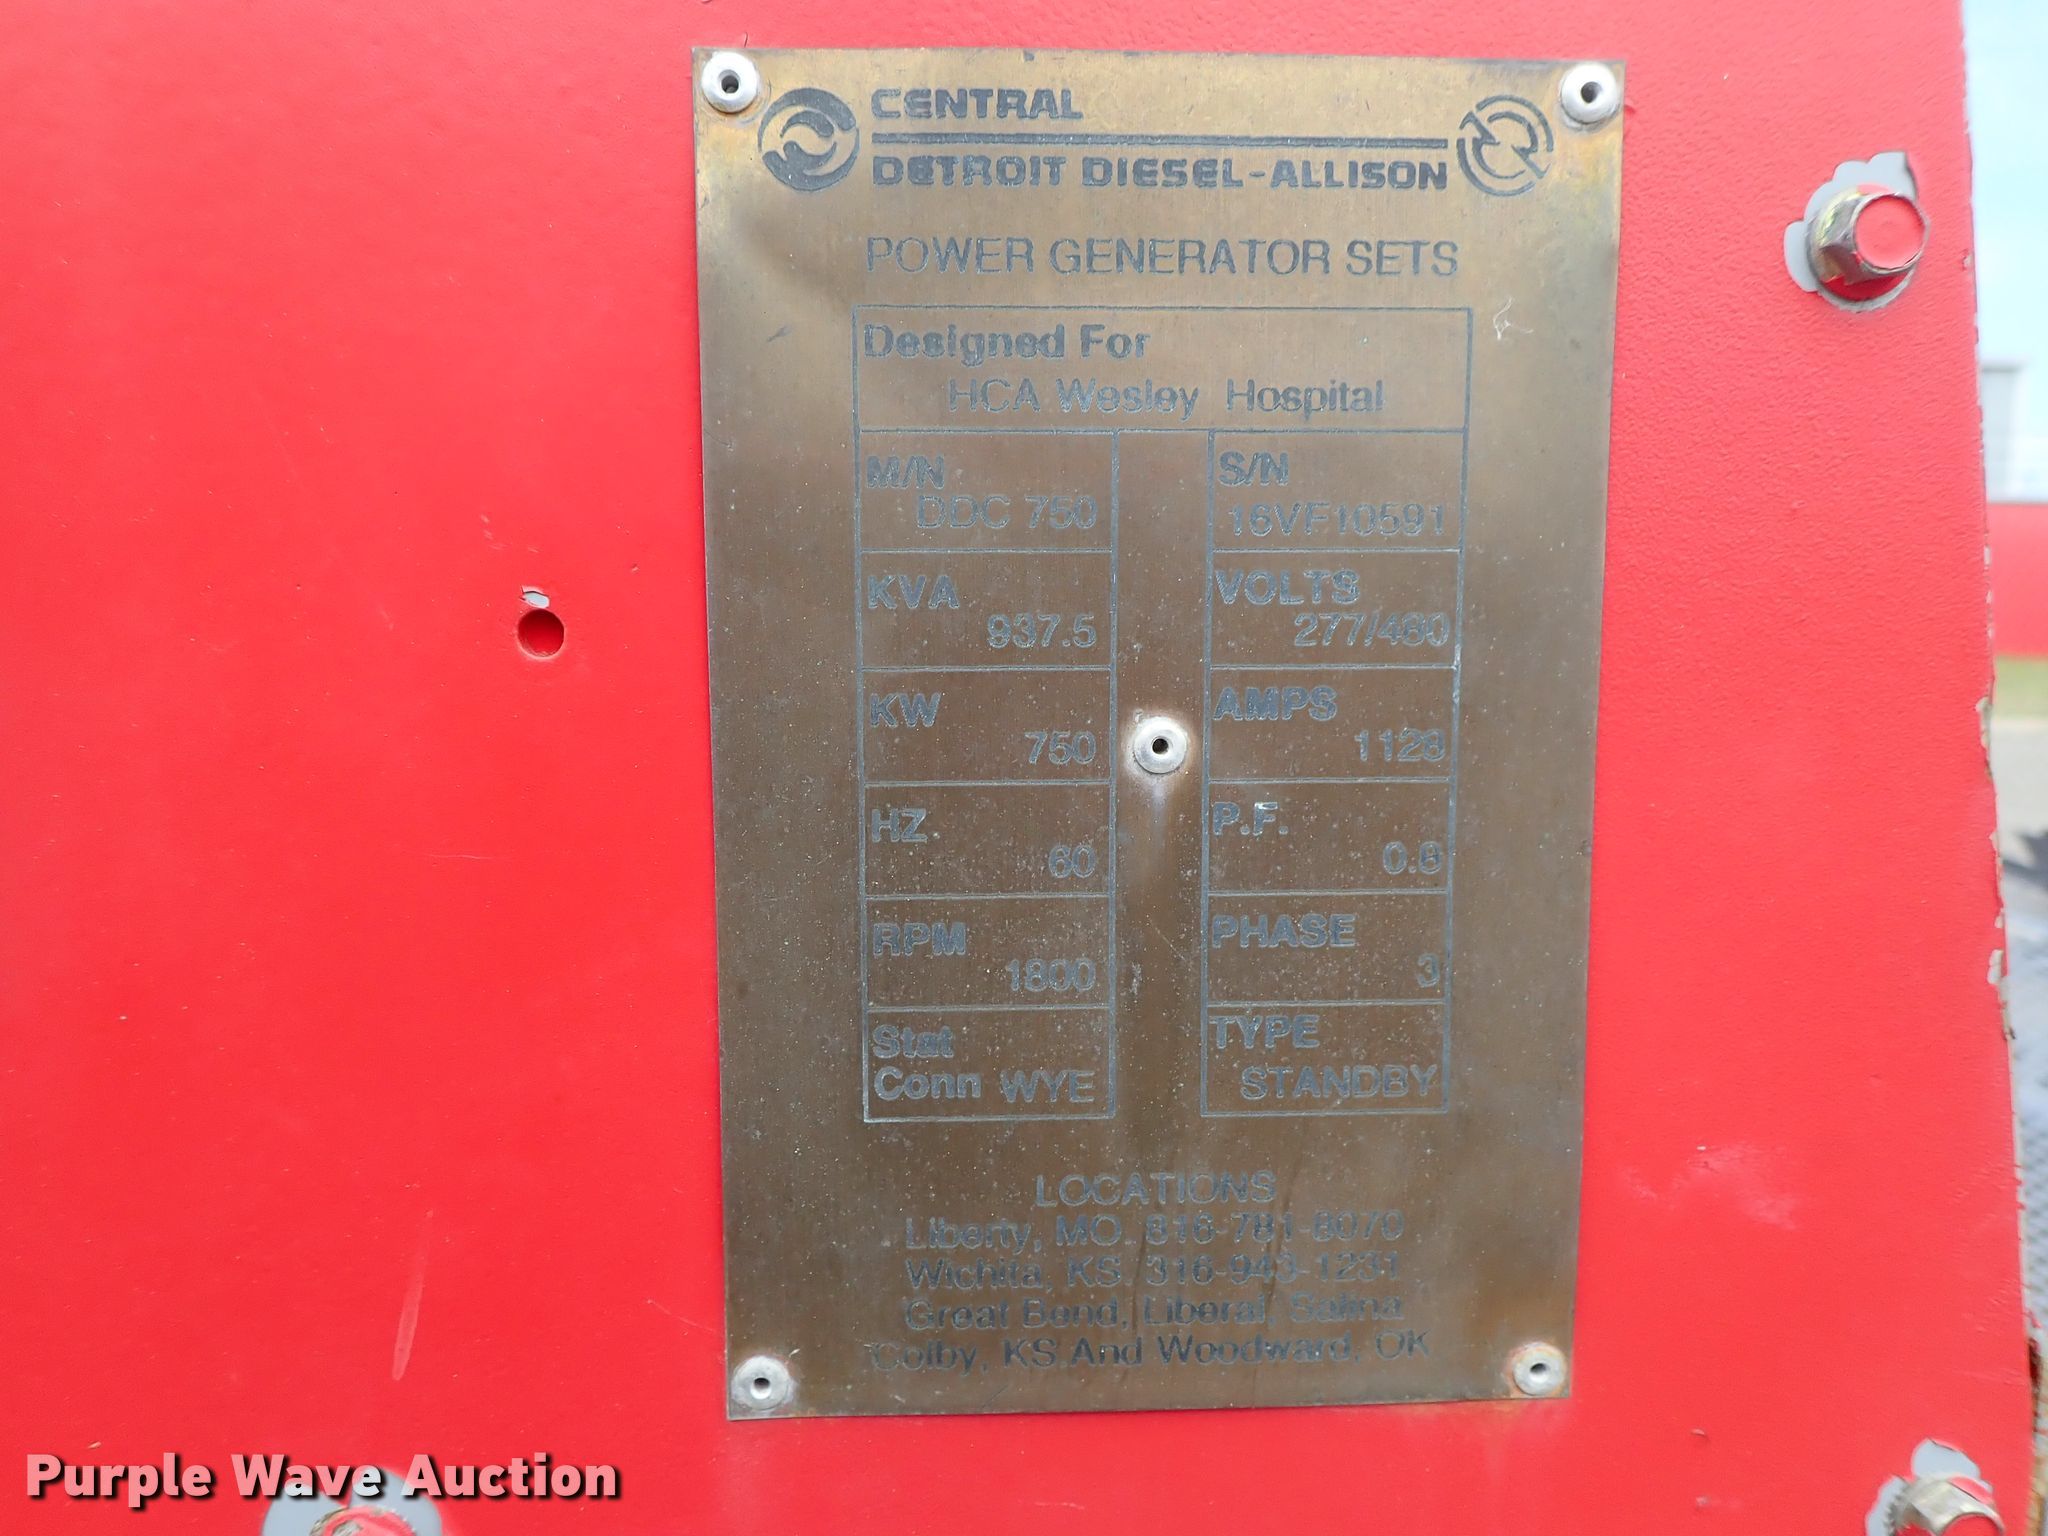 CENTRAL
DETROIT DIESEL-ALLISON
POWER GENERATOR SETS
Designed For
HCA Wesley Hospital
M/N
DDC 750
S/N
16VF10591
KVA
937.5
VOLTS
277/480
KW
750
AMPS
1128
HZ
60
P.F.
0.8
RPM
1800
PHASE
3
Stat
Conn WYE
TYPE
STANDBY
LOCATIONS
Liberty, MO. 816-781-8070
Wichita, KS. 316-943-1231
Great Bend, Liberal, Salina
Colby, KS And Woodward, OK
Purple Wave Auction